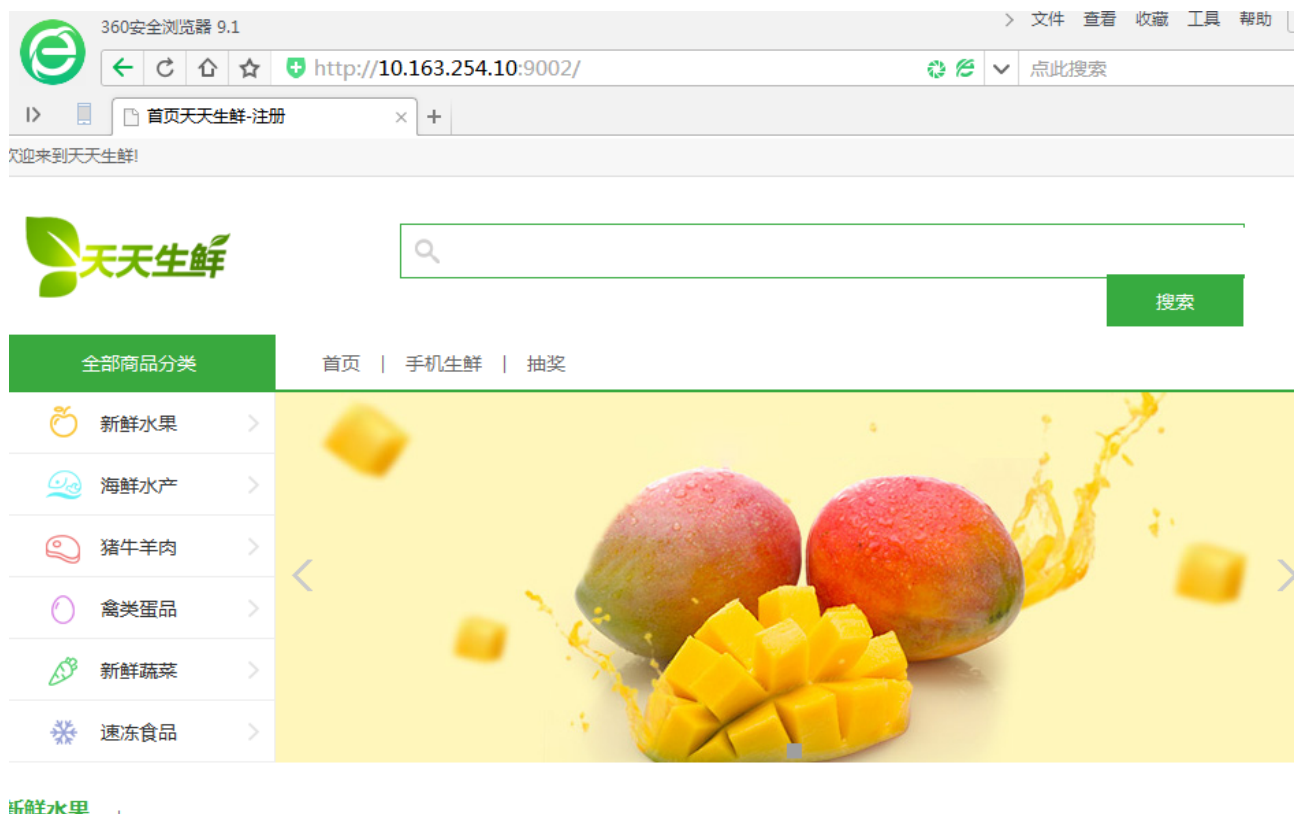 360安全浏览器 9.1
文件 查看 收藏 工具 帮助
http://10.163.254.10:9002/
点此搜索
首页天天生鲜-注册
欢迎来到天天生鲜!
天天生鲜
搜索
全部商品分类
首页 | 手机生鲜 | 抽奖
新鲜水果
海鲜水产
猪牛羊肉
禽类蛋品
新鲜蔬菜
速冻食品
新鲜水果